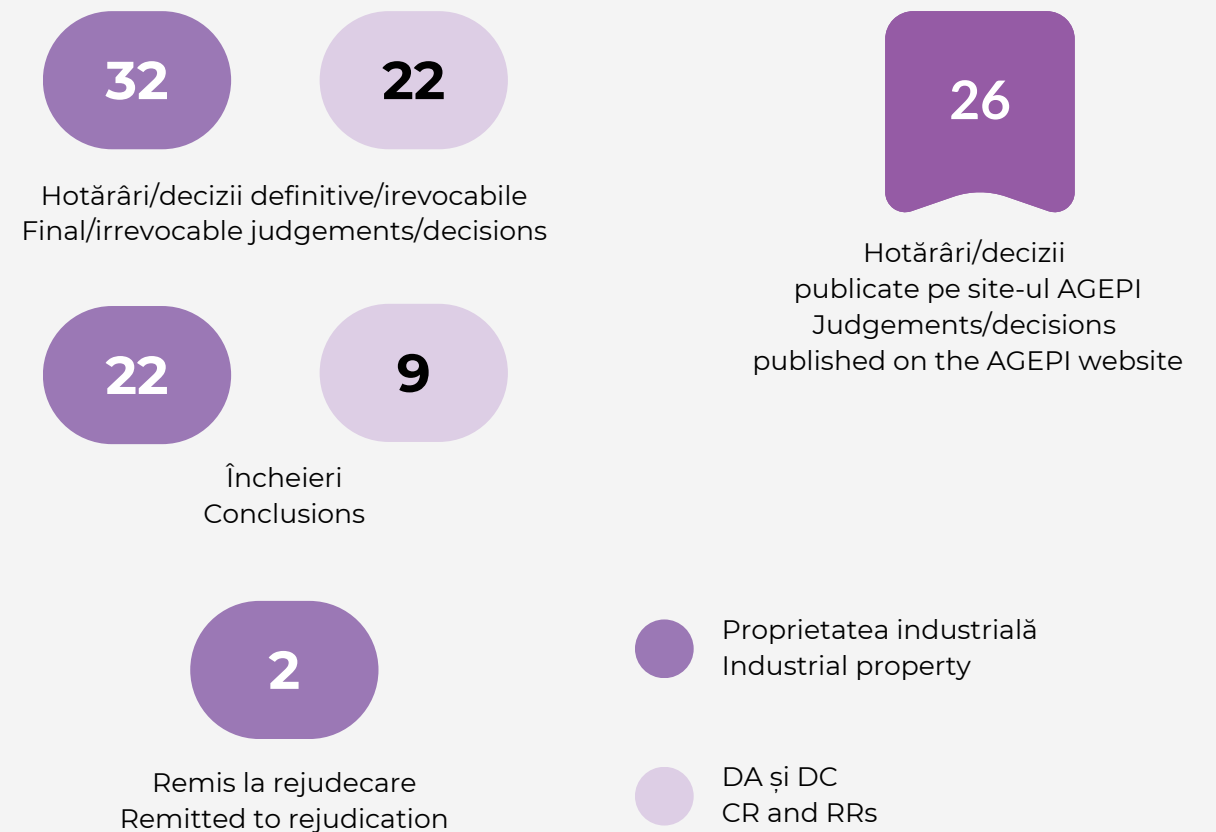 32
22
Hotărâri/decizii definitive/irevocabile
Final/irrevocable judgements/decisions
26
Hotărâri/decizii
publicate pe site-ul AGEPI
Judgements/decisions
published on the AGEPI website
22
9
Încheieri
Conclusions
2
Remis la rejudecare
Remitted to rejudication
Proprietatea industrială
Industrial property
DA și DC
CR and RRs